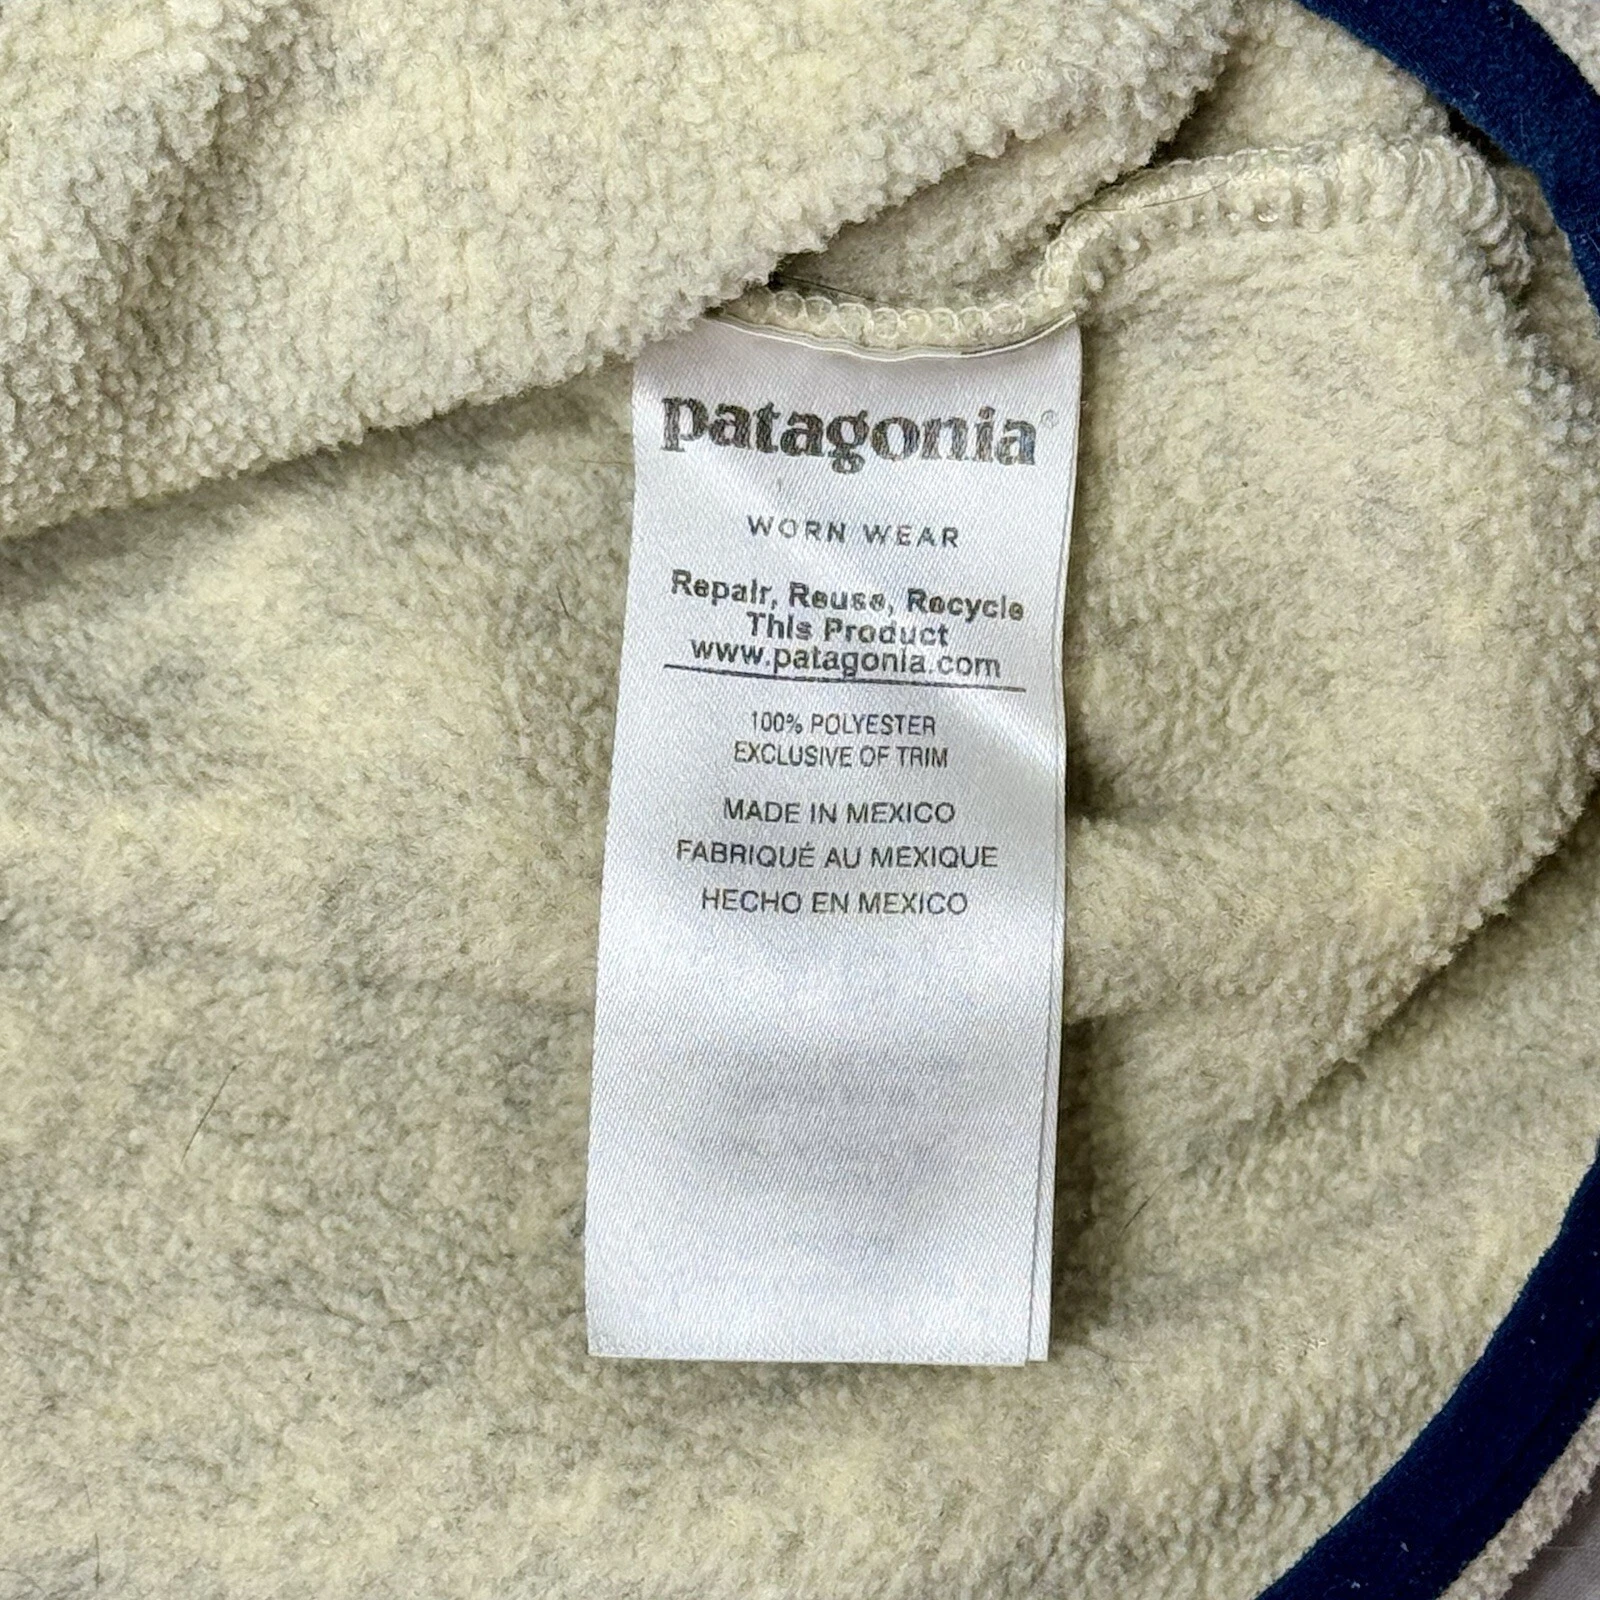 patagonia®
WORN WEAR
Repair, Reuse, Recycle
This Product
www.patagonia.com
100% POLYESTER
EXCLUSIVE OF TRIM
MADE IN MEXICO
FABRIQUÉ AU MEXIQUE
HECHO EN MEXICO